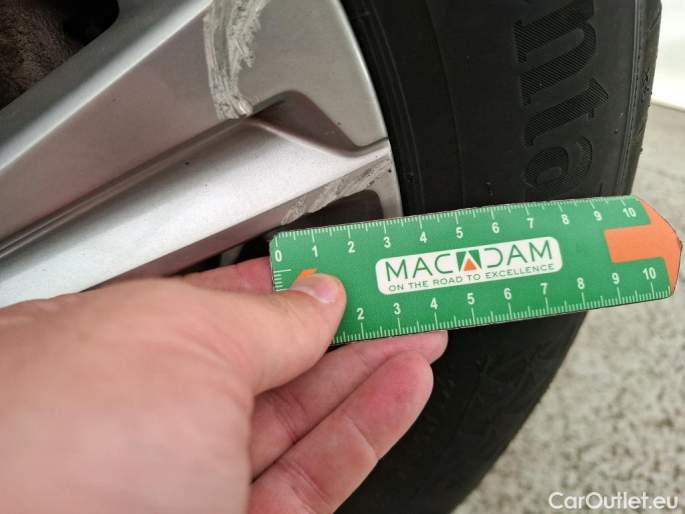 enta
0 1 2 3 4 5 6 7 8 9 10
MACADAM
ON THE ROAD TO EXCELLENCE
2 3 4 5 6 7 8 9 10
CarOutlet.eu